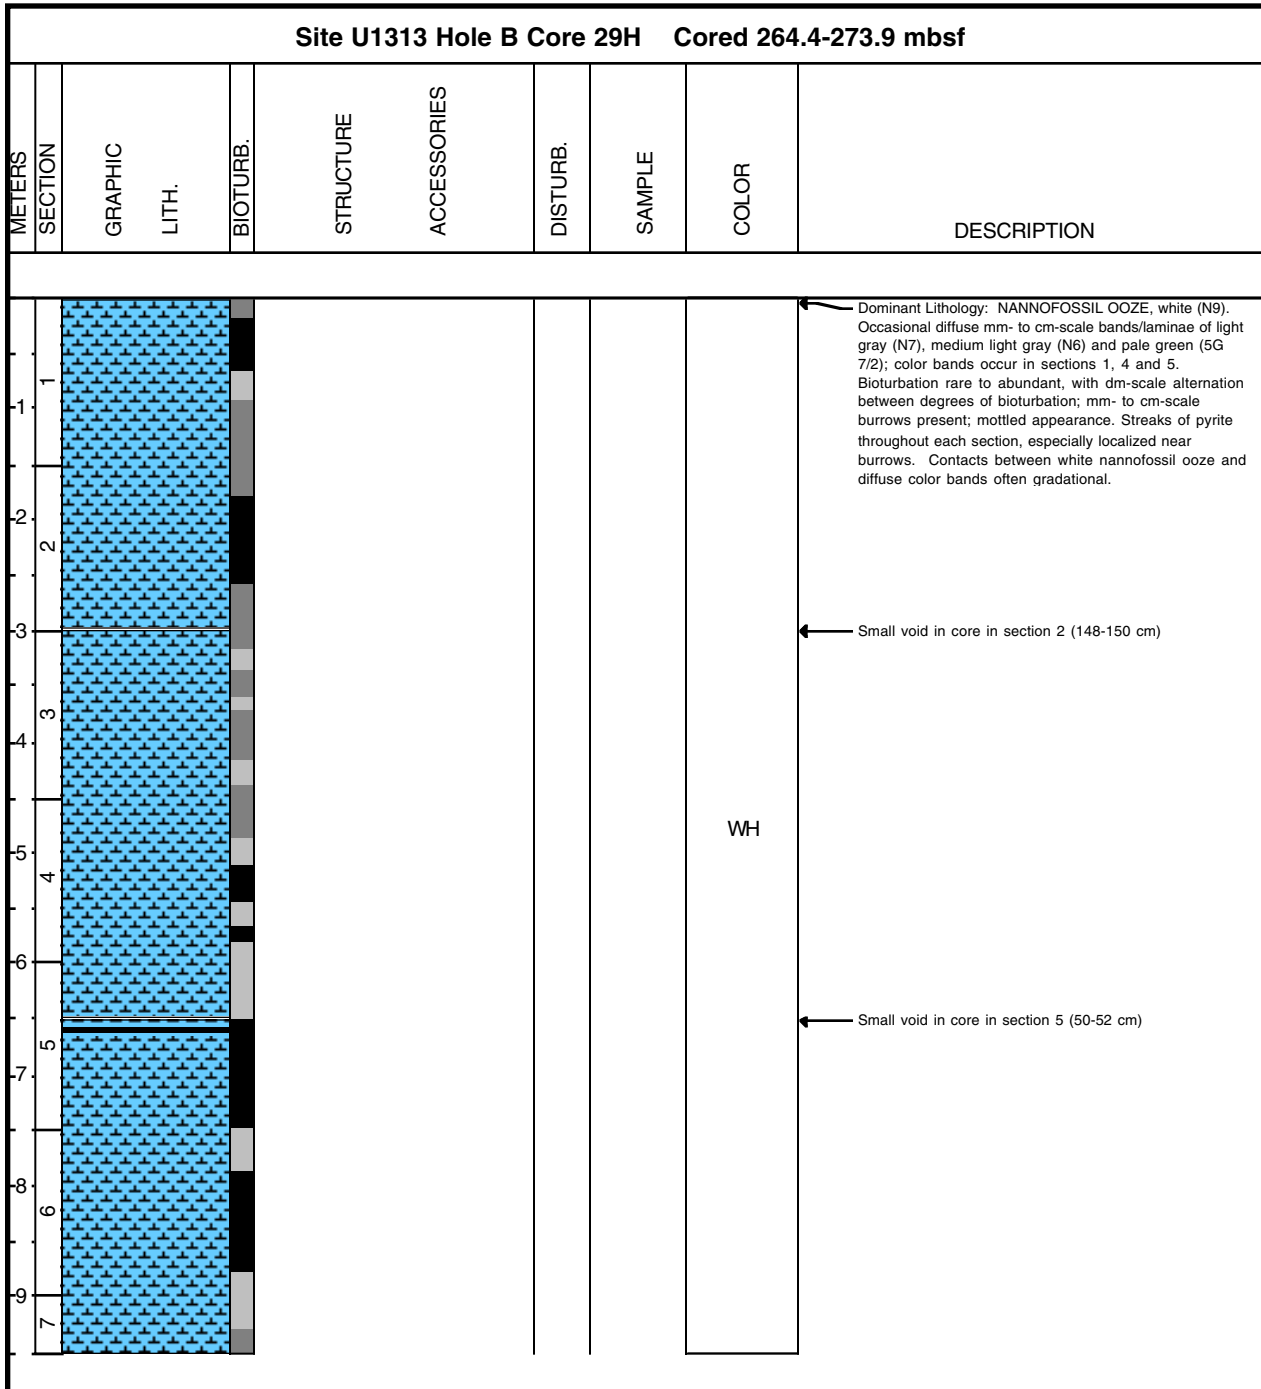 Site U1313 Hole B Core 29H Cored 264.4-273.9 mbsf
METERS
SECTION
GRAPHIC
LITH.
BIOTURB.
STRUCTURE
ACCESSORIES
DISTURB.
SAMPLE
COLOR
DESCRIPTION
Dominant Lithology: NANNOFOSSIL OOZE, white (N9).
Occasional diffuse mm- to cm-scale bands/laminae of light
gray (N7), medium light gray (N6) and pale green (5G
7/2); color bands occur in sections 1, 4 and 5.
Bioturbation rare to abundant, with dm-scale alternation
between degrees of bioturbation; mm- to cm-scale
burrows present; mottled appearance. Streaks of pyrite
throughout each section, especially localized near
burrows. Contacts between white nannofossil ooze and
diffuse color bands often gradational.
1
1
2
2
3
Small void in core in section 2 (148-150 cm)
3
4
WH
5
4
6
Small void in core in section 5 (50-52 cm)
5
7
8
6
9
7